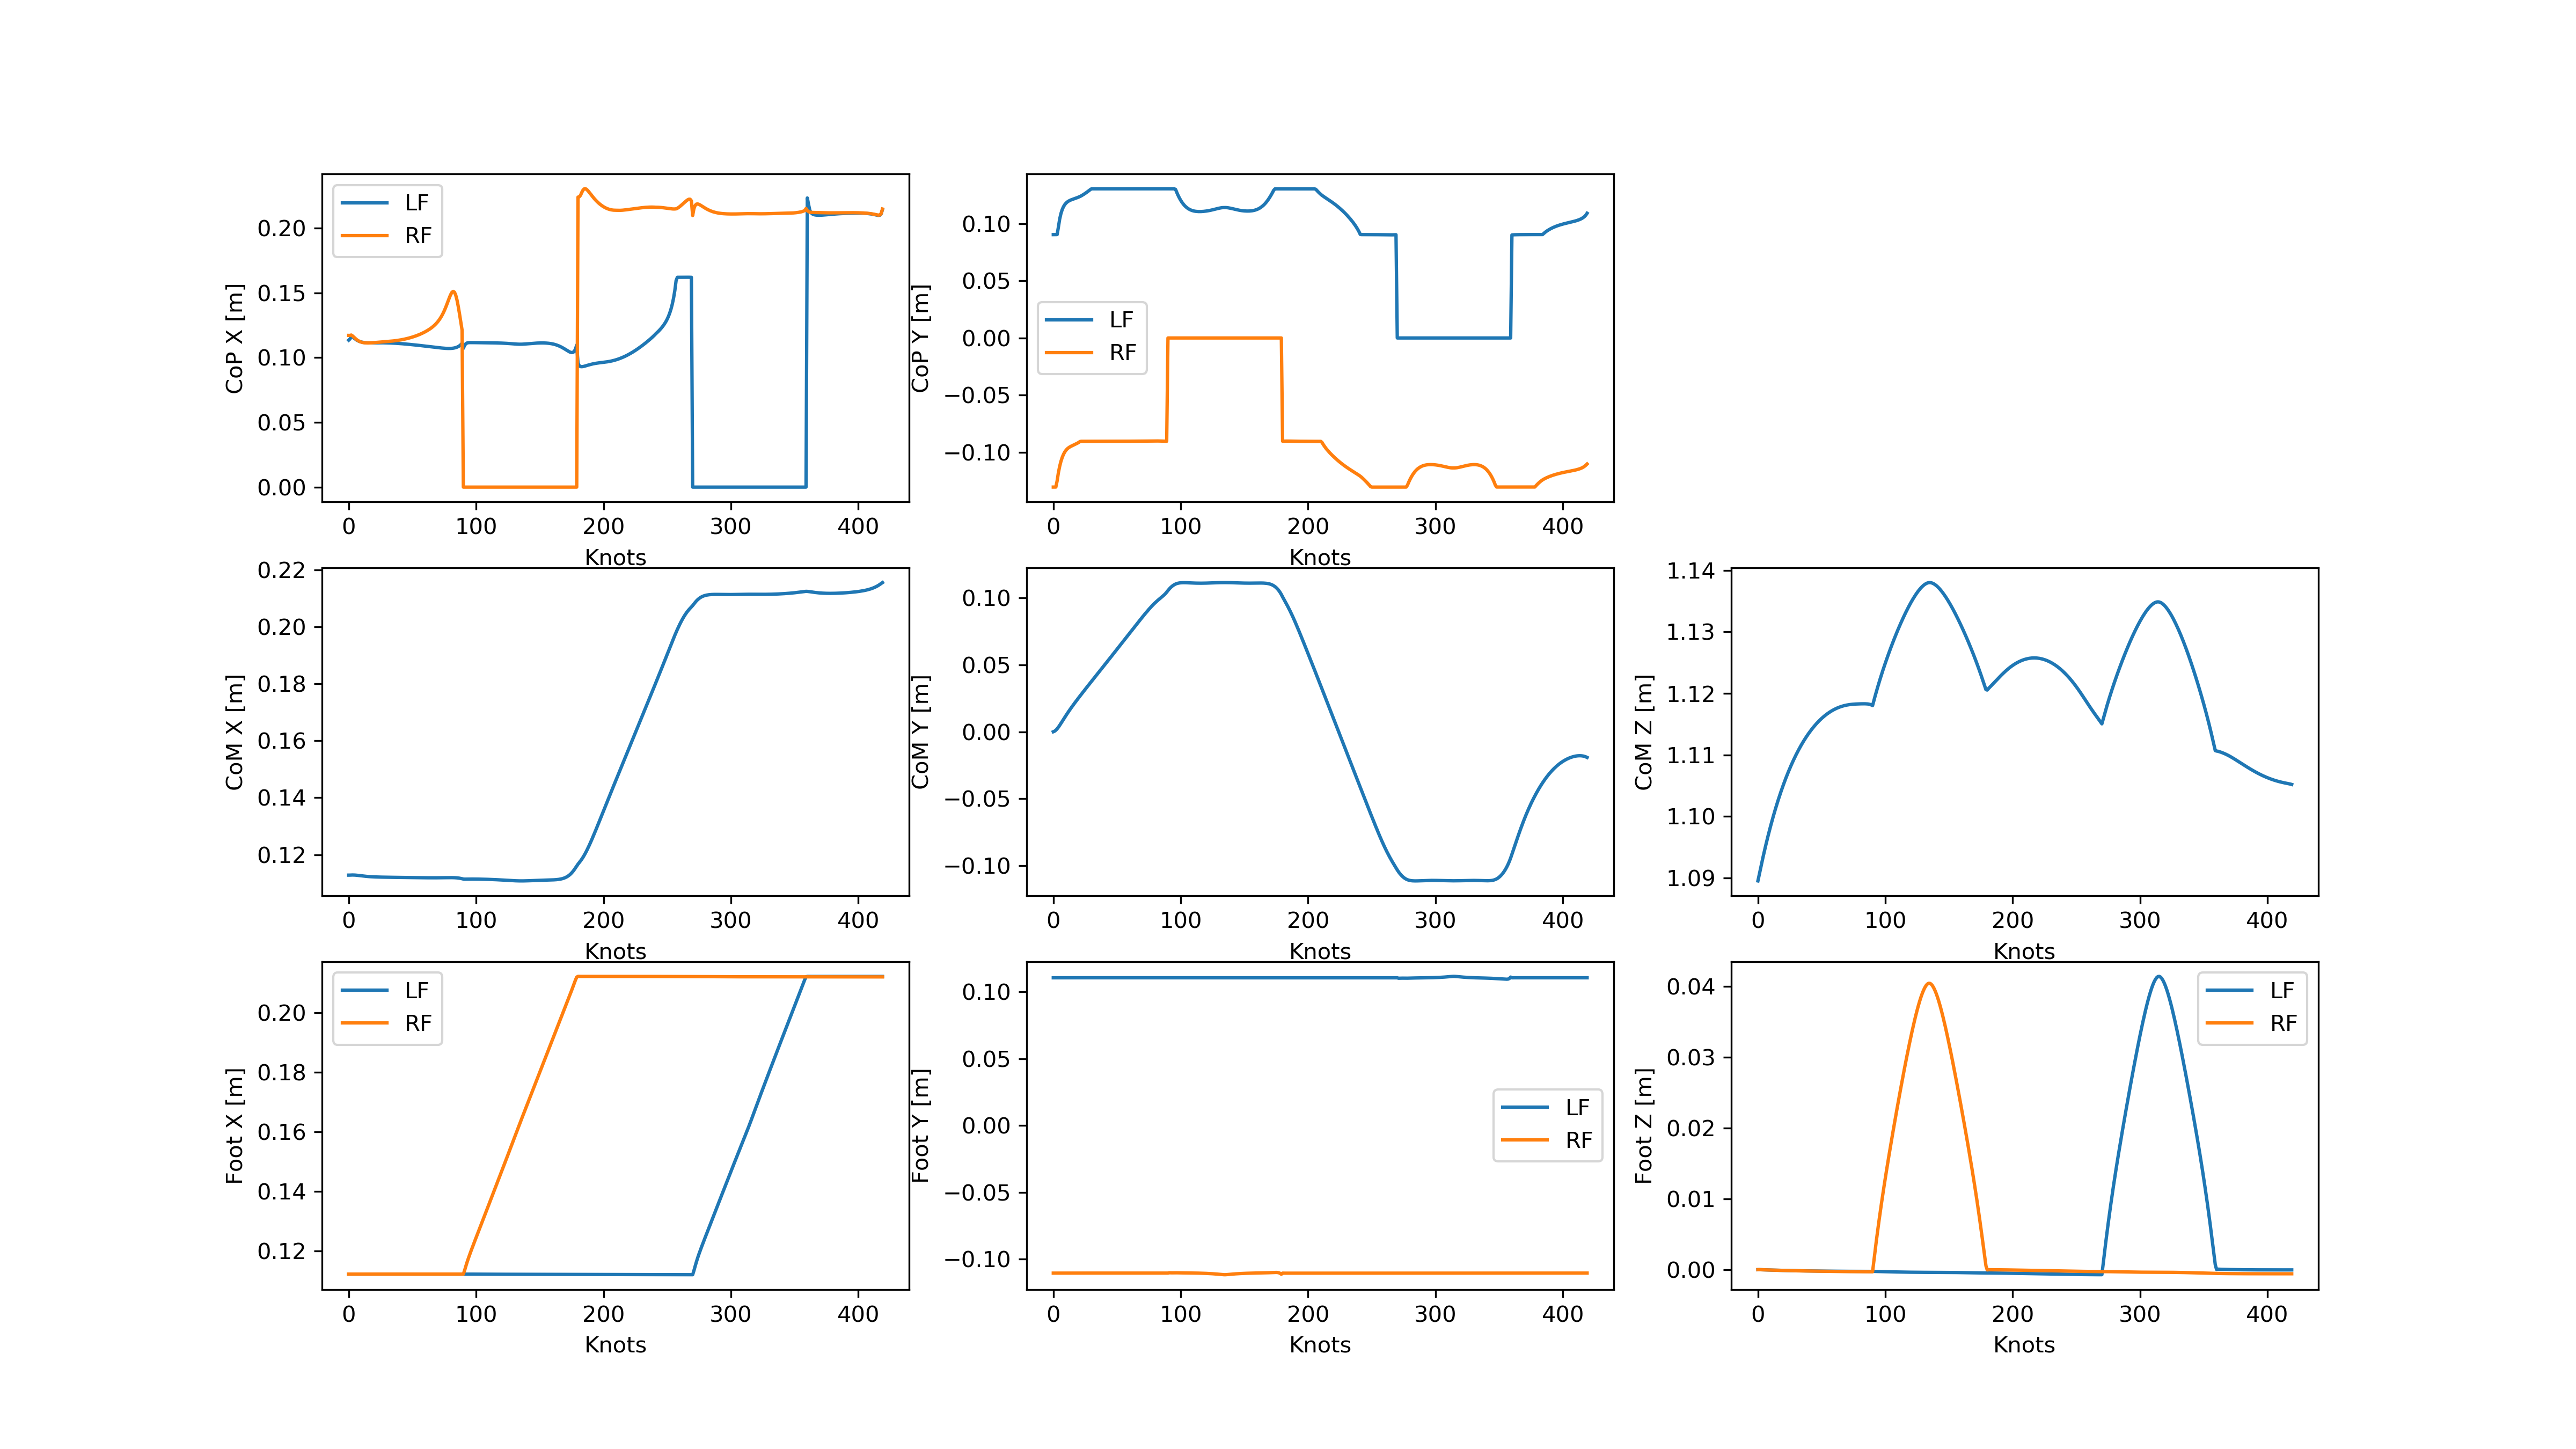 CoP X [m]
0.20
0.15
0.10
0.05
0.00
LF
RF
0 100 200 300 400
Knots
CoP Y [m]
0.10
0.05
0.00
−0.05
−0.10
LF
RF
0 100 200 300 400
Knots
CoM X [m]
0.22
0.20
0.18
0.16
0.14
0.12
0 100 200 300 400
Knots
CoM Y [m]
0.10
0.05
0.00
−0.05
−0.10
0 100 200 300 400
Knots
CoM Z [m]
1.14
1.13
1.12
1.11
1.10
1.09
0 100 200 300 400
Knots
Foot X [m]
0.20
0.18
0.16
0.14
0.12
LF
RF
0 100 200 300 400
Knots
Foot Y [m]
0.10
0.05
0.00
−0.05
−0.10
LF
RF
0 100 200 300 400
Knots
Foot Z [m]
0.04
0.03
0.02
0.01
0.00
LF
RF
0 100 200 300 400
Knots